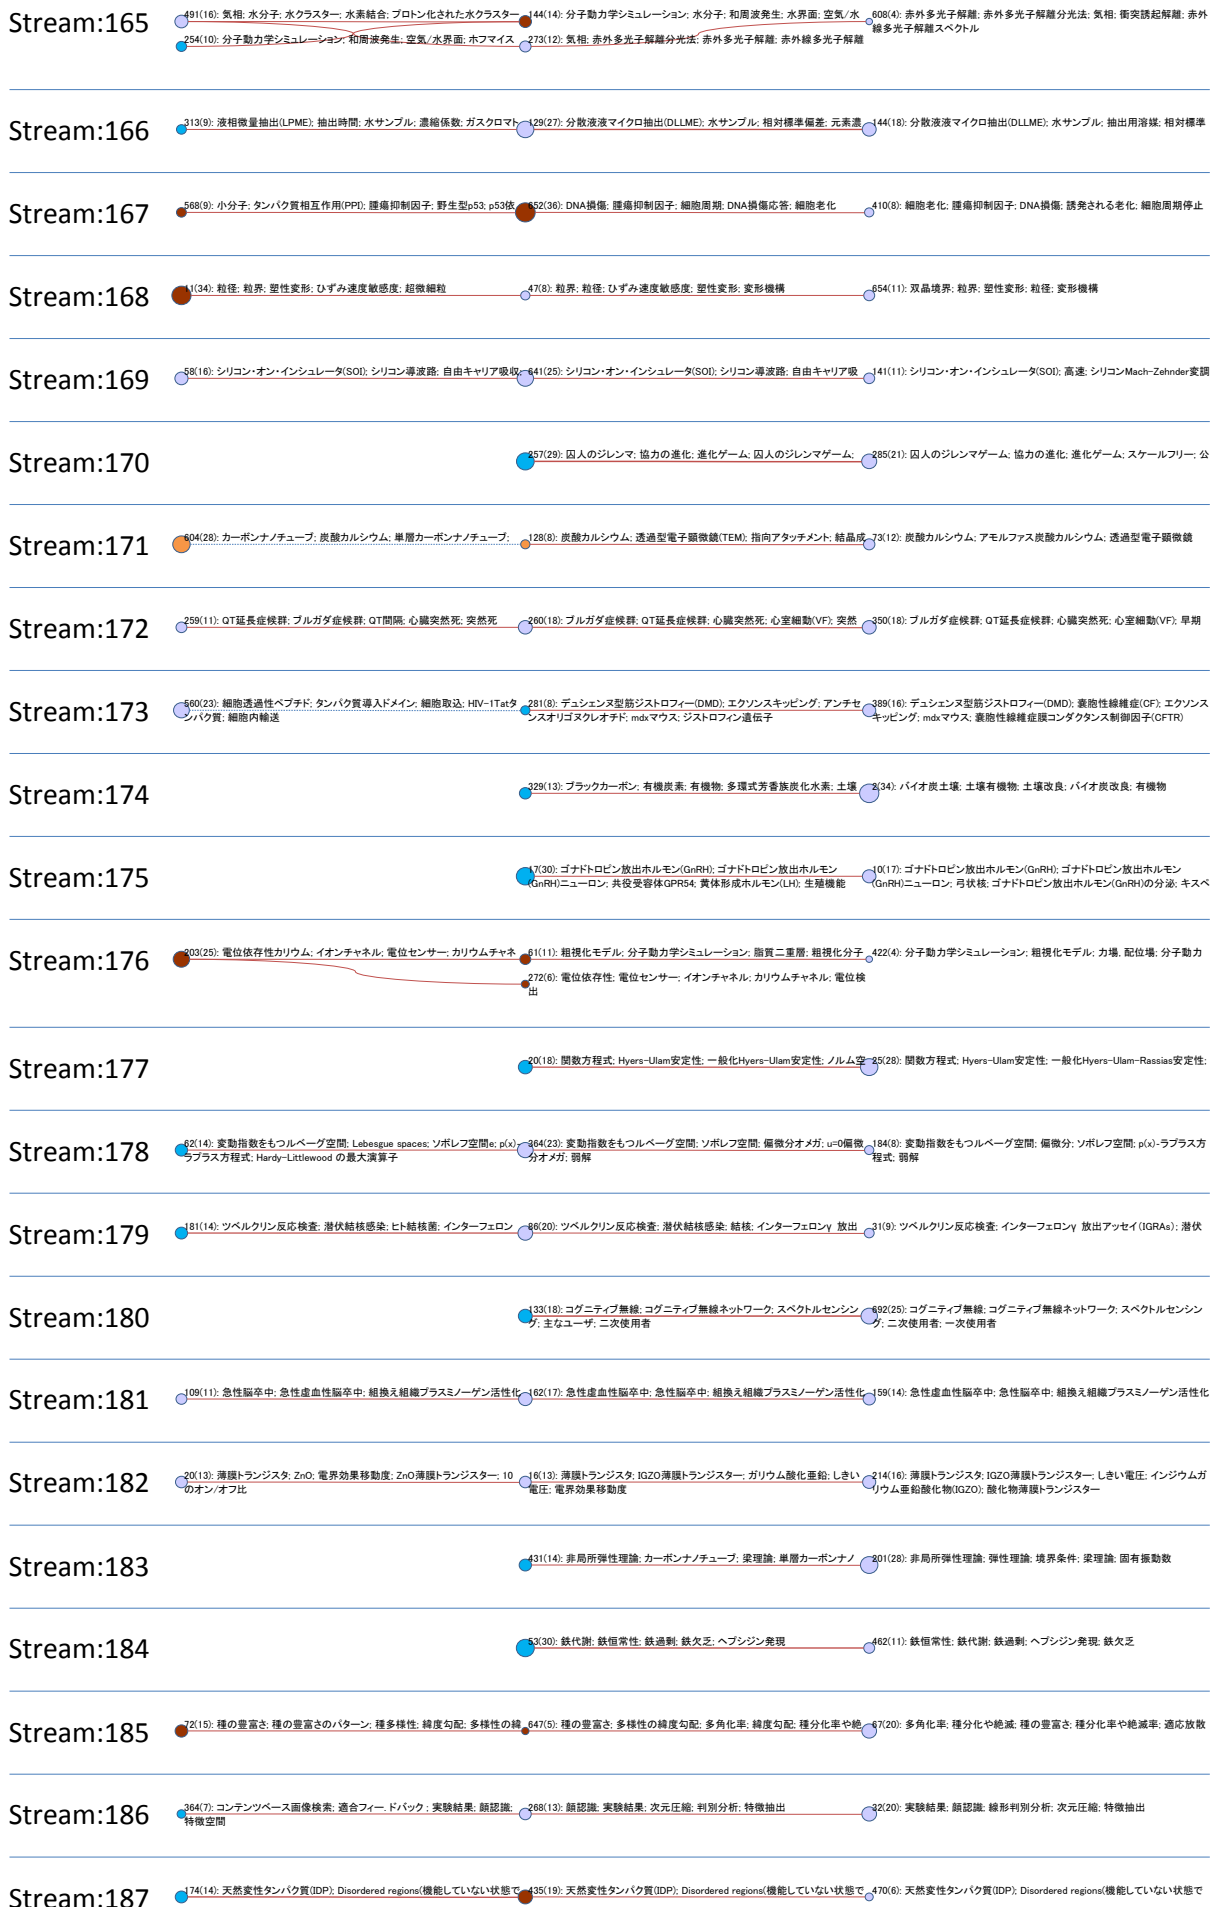 Stream:165
491(16): 気相; 水分子; 水クラスター; 水素結合; プロトン化された水クラスター
144(14): 分子動力学シミュレーション; 水分子; 和周波発生; 水界面; 空気/水
608(4): 赤外多光子解離; 赤外多光子解離分光法; 気相; 衝突誘起解離; 赤外
線多光子解離スペクトル
254(10): 分子動力学シミュレーション; 和周波発生; 空気/水界面; ホフマイス
273(12): 気相; 赤外多光子解離分光法; 赤外多光子解離; 赤外線多光子解離
Stream:166
313(9): 液相微量抽出(LPME); 抽出時間; 水サンプル; 濃縮係数; ガスクロマト
129(27): 分散液液マイクロ抽出(DLLME); 水サンプル; 相対標準偏差; 元素濃
144(18): 分散液液マイクロ抽出(DLLME); 水サンプル; 抽出用溶媒; 相対標準
Stream:167
568(9): 小分子; タンパク質相互作用(PPI); 腫瘍抑制因子; 野生型p53; p53依
652(36): DNA損傷; 腫瘍抑制因子; 細胞周期; DNA損傷応答; 細胞老化
410(8): 細胞老化; 腫瘍抑制因子; DNA損傷; 誘発される老化; 細胞周期停止
Stream:168
11(34): 粒径; 粒界; 塑性変形; ひずみ速度敏感度; 超微細粒
47(8): 粒界; 粒径; ひずみ速度敏感度; 塑性変形; 変形機構
654(11): 双晶境界; 粒界; 塑性変形; 粒径; 変形機構
Stream:169
58(16): シリコン・オン・インシュレータ(SOI); シリコン導波路; 自由キャリア吸収;
641(25): シリコン・オン・インシュレータ(SOI); シリコン導波路; 自由キャリア吸
141(11): シリコン・オン・インシュレータ(SOI); 高速; シリコンMach-Zehnder変調
Stream:170
257(29): 囚人のジレンマ; 協力の進化; 進化ゲーム; 囚人のジレンマゲーム;
285(21): 囚人のジレンマゲーム; 協力の進化; 進化ゲーム; スケールフリー; 公
Stream:171
604(28): カーボンナノチューブ; 炭酸カルシウム; 単層カーボンナノチューブ;
128(8): 炭酸カルシウム; 透過型電子顕微鏡(TEM); 指向アタッチメント; 結晶成
73(12): 炭酸カルシウム; アモルファス炭酸カルシウム; 透過型電子顕微鏡
Stream:172
259(11): QT延長症候群; ブルガダ症候群; QT間隔; 心臓突然死; 突然死
260(18): ブルガダ症候群; QT延長症候群; 心臓突然死; 心室細動(VF); 突然
350(18): ブルガダ症候群; QT延長症候群; 心臓突然死; 心室細動(VF); 早期
Stream:173
560(23): 細胞透過性ペプチド; タンパク質導入ドメイン; 細胞取込; HIV-1Tatタ
ンパク質; 細胞内輸送
281(8): デュシェンヌ型筋ジストロフィー(DMD); エクソンスキッピング; アンチセ
ンスオリゴヌクレオチド; mdxマウス; ジストロフィン遺伝子
389(16): デュシェンヌ型筋ジストロフィー(DMD); 嚢胞性線維症(CF); エクソンス
キッピング; mdxマウス; 嚢胞性線維症膜コンダクタンス制御因子(CFTR)
Stream:174
329(13): ブラックカーボン; 有機炭素; 有機物; 多環式芳香族炭化水素; 土壌
2(34): バイオ炭土壌; 土壌有機物; 土壌改良; バイオ炭改良; 有機物
Stream:175
17(30): ゴナドトロピン放出ホルモン(GnRH); ゴナドトロピン放出ホルモン
(GnRH)ニューロン; 共役受容体GPR54; 黄体形成ホルモン(LH); 生殖機能
10(17): ゴナドトロピン放出ホルモン(GnRH); ゴナドトロピン放出ホルモン
(GnRH)ニューロン; 弓状核; ゴナドトロピン放出ホルモン(GnRH)の分泌; キスペ
Stream:176
203(25): 電位依存性カリウム; イオンチャネル; 電位センサー; カリウムチャネ
61(11): 粗視化モデル; 分子動力学シミュレーション; 脂質二重層; 粗視化分子
422(4): 分子動力学シミュレーション; 粗視化モデル; 力場, 配位場; 分子動力
272(6): 電位依存性; 電位センサー; イオンチャネル; カリウムチャネル; 電位検
出
Stream:177
20(18): 関数方程式; Hyers-Ulam安定性; 一般化Hyers-Ulam安定性; ノルム空
25(28): 関数方程式; Hyers-Ulam安定性; 一般化Hyers-Ulam-Rassias安定性;
Stream:178
62(14): 変動指数をもつルベーグ空間; Lebesgue spaces; ソボレフ空間e; p(x)-
ラプラス方程式; Hardy-Littlewood の最大演算子
364(23): 変動指数をもつルベーグ空間; ソボレフ空間; 偏微分オメガ; u=0偏微
分オメガ; 弱解
184(8): 変動指数をもつルベーグ空間; 偏微分; ソボレフ空間; p(x)-ラプラス方
程式; 弱解
Stream:179
181(14): ツベルクリン反応検査; 潜伏結核感染; ヒト結核菌; インターフェロン
86(20): ツベルクリン反応検査; 潜伏結核感染; 結核; インターフェロンγ 放出
31(9): ツベルクリン反応検査; インターフェロンγ 放出アッセイ(IGRAs); 潜伏
Stream:180
133(18): コグニティブ無線; コグニティブ無線ネットワーク; スペクトルセンシン
グ; 主なユーザ; 二次使用者
692(25): コグニティブ無線; コグニティブ無線ネットワーク; スペクトルセンシン
グ; 二次使用者; 一次使用者
Stream:181
109(11): 急性脳卒中; 急性虚血性脳卒中; 組換え組織プラスミノーゲン活性化
162(17): 急性虚血性脳卒中; 急性脳卒中; 組換え組織プラスミノーゲン活性化
159(14): 急性虚血性脳卒中; 急性脳卒中; 組換え組織プラスミノーゲン活性化
Stream:182
20(13): 薄膜トランジスタ; ZnO; 電界効果移動度; ZnO薄膜トランジスター; 10
のオン/オフ比
16(13): 薄膜トランジスタ; IGZO薄膜トランジスター; ガリウム酸化亜鉛; しきい
電圧; 電界効果移動度
214(16): 薄膜トランジスタ; IGZO薄膜トランジスター; しきい電圧; インジウムガ
リウム亜鉛酸化物(IGZO); 酸化物薄膜トランジスター
Stream:183
431(14): 非局所弾性理論; カーボンナノチューブ; 梁理論; 単層カーボンナノ
201(28): 非局所弾性理論; 弾性理論; 境界条件; 梁理論; 固有振動数
Stream:184
53(30): 鉄代謝; 鉄恒常性; 鉄過剰; 鉄欠乏; ヘプシジン発現
462(11): 鉄恒常性; 鉄代謝; 鉄過剰; ヘプシジン発現; 鉄欠乏
Stream:185
72(15): 種の豊富さ; 種の豊富さのパターン; 種多様性; 緯度勾配; 多様性の緯
647(5): 種の豊富さ; 多様性の緯度勾配; 多角化率; 緯度勾配; 種分化率や絶
67(20): 多角化率; 種分化や絶滅; 種の豊富さ; 種分化率や絶滅率; 適応放散
Stream:186
364(7): コンテンツベース画像検索; 適合フィー.ドバック; 実験結果; 顔認識;
特徴空間
268(13): 顔認識; 実験結果; 次元圧縮; 判別分析; 特徴抽出
32(20): 実験結果; 顔認識; 線形判別分析; 次元圧縮; 特徴抽出
Stream:187
174(14): 天然変性タンパク質(IDP); Disordered regions(機能していない状態で
435(19): 天然変性タンパク質(IDP); Disordered regions(機能していない状態で
470(6): 天然変性タンパク質(IDP); Disordered regions(機能していない状態で